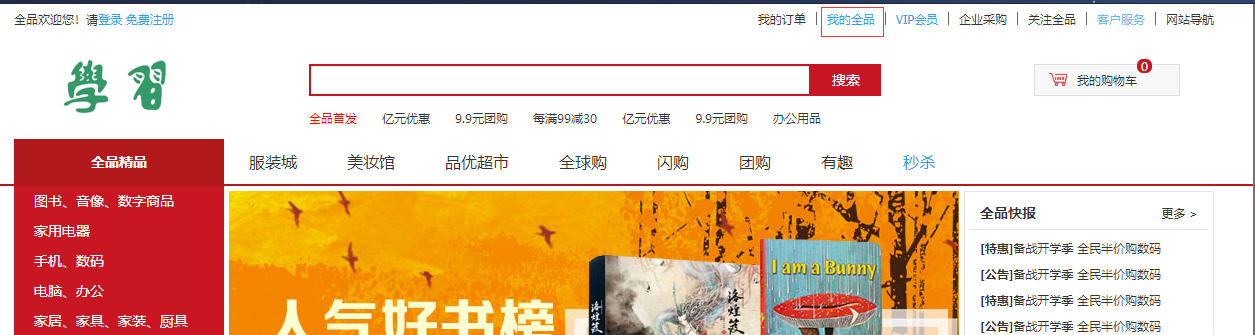 全品欢迎您！请登录 免费注册
我的订单 | 我的全品 | VIP会员 | 企业采购 | 关注全品 | 客户服务 | 网站导航
學習
搜索
我的购物车 0
全品首发 亿元优惠 9.9元团购 每满99减30 亿元优惠 9.9元团购 办公用品
全品精品 服装城 美妆馆 品优超市 全球购 闪购 团购 有趣 秒杀
图书、音像、数字商品
家用电器
手机、数码
电脑、办公
家居、家具、家装、厨具
人气好书榜
洛煌笈
洛煌笈
I am a Bunny
全品快报 更多 >
[特惠]备战开学季 全民半价购数码
[公告]备战开学季 全民半价购数码
[特惠]备战开学季 全民半价购数码
[公告]备战开学季 全民半价购数码